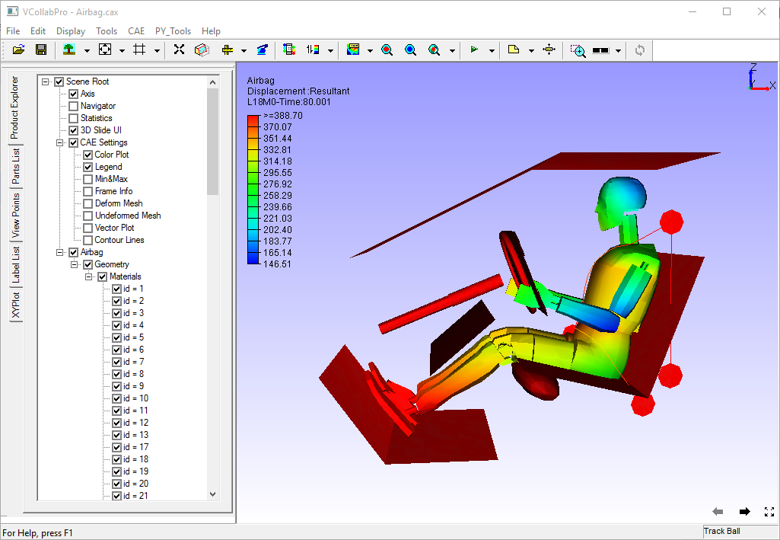 VCollabPro - Airbag.cax
File Edit Display Tools CAE PY_Tools Help
Product Explorer
Parts List
View Points
Label List
XYPlot
Scene Root
Axis
Navigator
Statistics
3D Slide UI
CAE Settings
Color Plot
Legend
Min&Max
Frame Info
Deform Mesh
Undeformed Mesh
Vector Plot
Contour Lines
Airbag
Geometry
Materials
id = 1
id = 2
id = 3
id = 4
id = 5
id = 6
id = 7
id = 8
id = 9
id = 10
id = 11
id = 12
id = 13
id = 17
id = 18
id = 19
id = 20
id = 21
Airbag
Displacement :Resultant
L18M0-Time:80.001
>=388.70
370.07
351.44
332.81
314.18
295.55
276.92
258.29
239.66
221.03
202.40
183.77
165.14
146.51
Z
Y
X
For Help, press F1
Track Ball